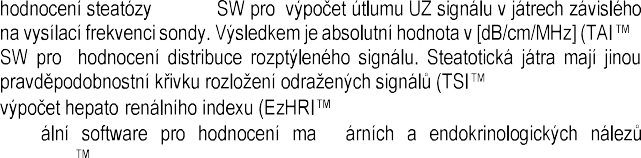 hodnocení steatózy SW pro výpočet útlumu UZ signálu v játrech závislého
na vysílací frekvenci sondy. Výsledkem je absolutní hodnota v [dB/cm/MHz] (TAI™
SW pro hodnocení distribuce rozptýleného signálu. Steatotická játra mají jinou
pravděpodobnostní křivku rozložení odražených signálů (TSI™
výpočet hepato renálního indexu (EzHRI™
ální software pro hodnocení ma árních a endokrinologických nálezů
™